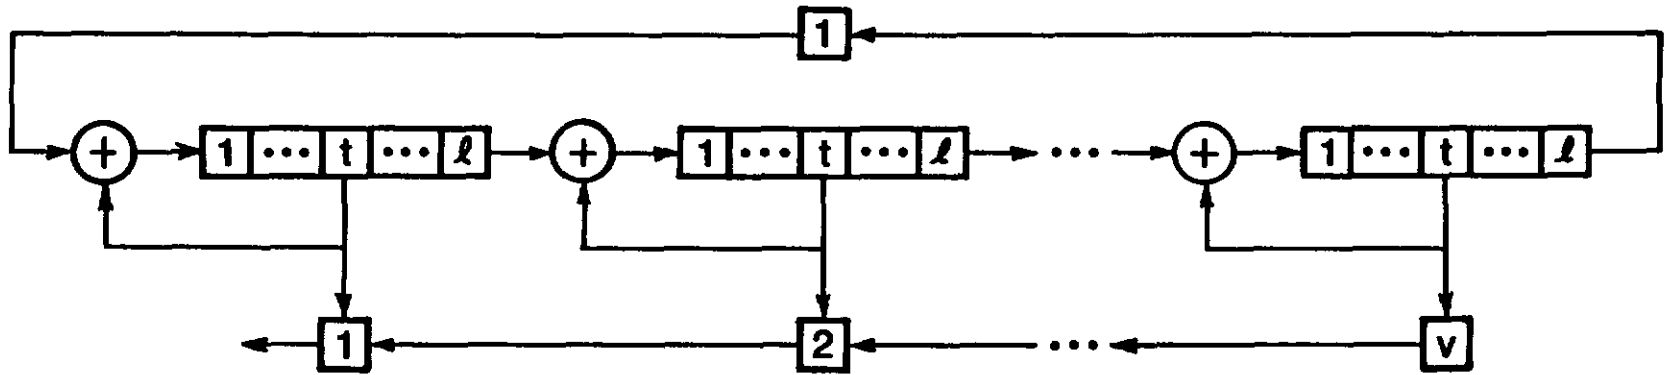 1
+ 1 ••• t ••• ℓ + 1 ••• t ••• ℓ ••• + 1 ••• t ••• ℓ
1 2 ••• v